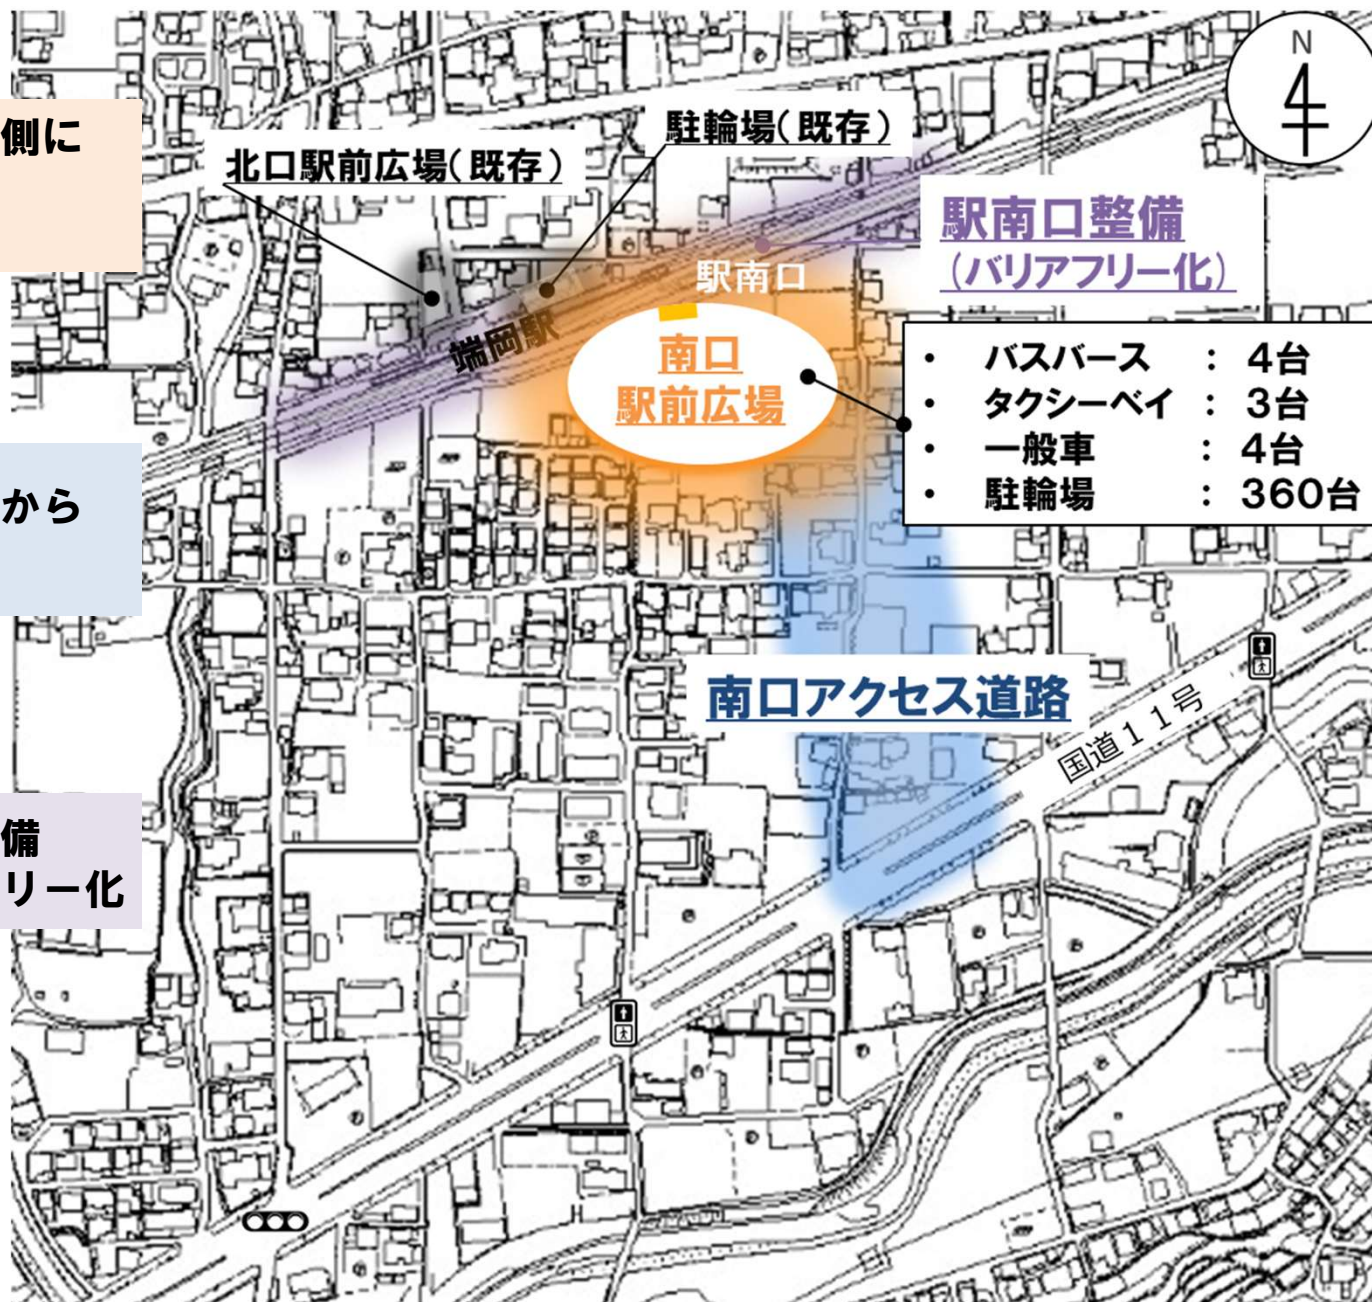 N
側に
駐輪場(既存)
北口駅前広場(既存)
駅南口整備
(バリアフリー化)
駅南口
端岡駅
南口
駅前広場
・ バスバース : 4台
・ タクシーベイ : 3台
・ 一般車 : 4台
・ 駐輪場 : 360台
から
南口アクセス道路
国道11号
備
リー化